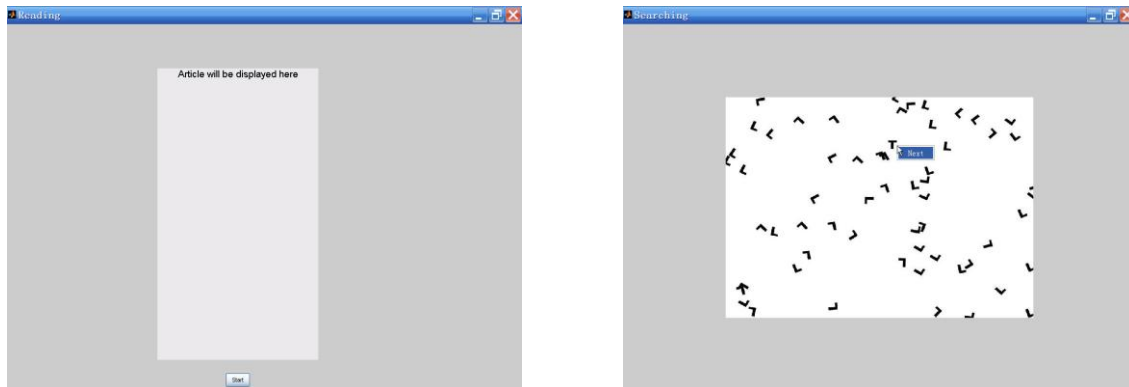 Reading
Article will be displayed here
Start
Searching
T
Next